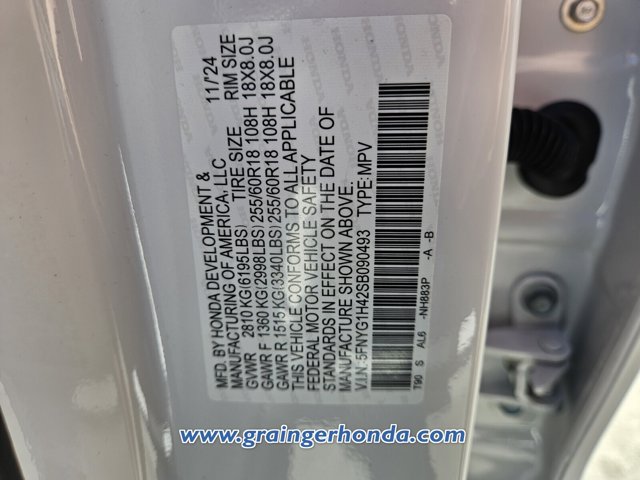 MFD. BY HONDA DEVELOPMENT & 11/'24
MANUFACTURING OF AMERICA, LLC
TIRE SIZE RIM SIZE
GVWR 2810 KG(6195LBS)
GAWR F 1360 KG(2998LBS) 255/60R18 108H 18X8.0J
GAWR R 1515 KG(3340LBS) 255/60R18 108H 18X8.0J
THIS VEHICLE CONFORMS TO ALL APPLICABLE
FEDERAL MOTOR VEHICLE SAFETY
STANDARDS IN EFFECT ON THE DATE OF
MANUFACTURE SHOWN ABOVE.
V.I.N:5FNYG1H42SB090493 TYPE:MPV
T90 S AL6 -NH883P -A -B
www.graingerhonda.com